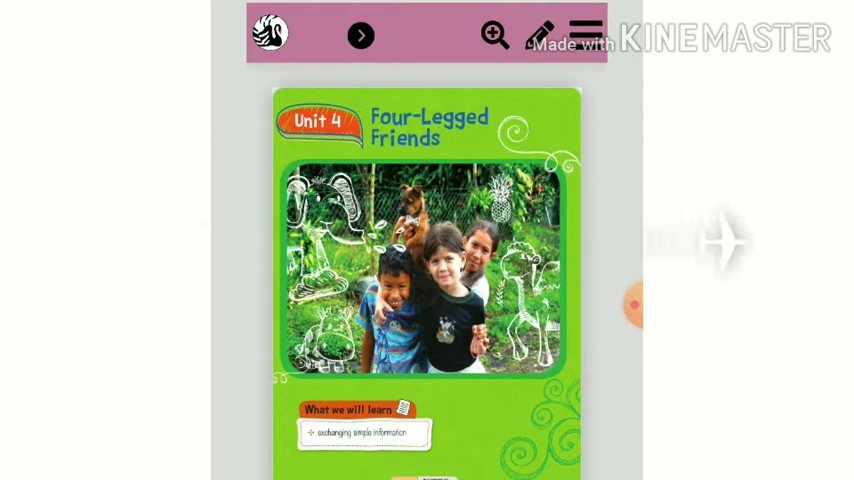 Made with KINEMASTER
Unit 4
Four-Legged
Friends
What we will learn
exchanging simple information